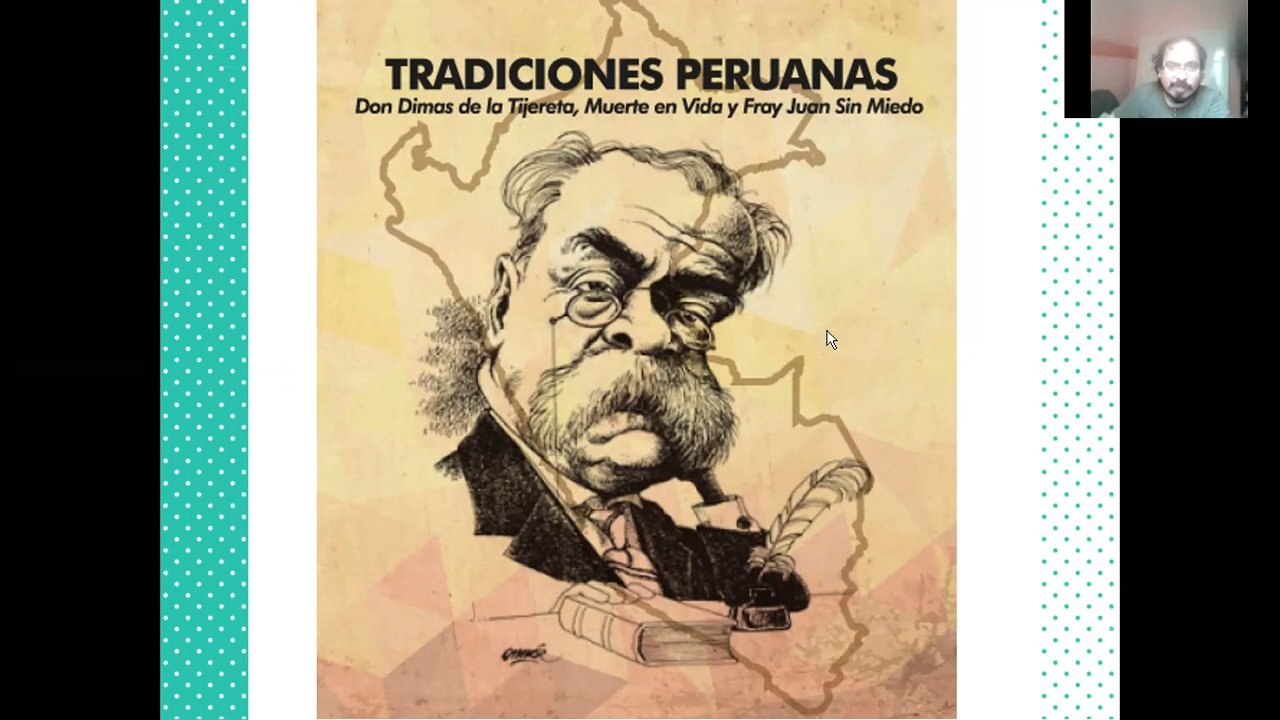 TRADICIONES PERUANAS
Don Dimas de la Tijereta, Muerte en Vida y Fray Juan Sin Miedo